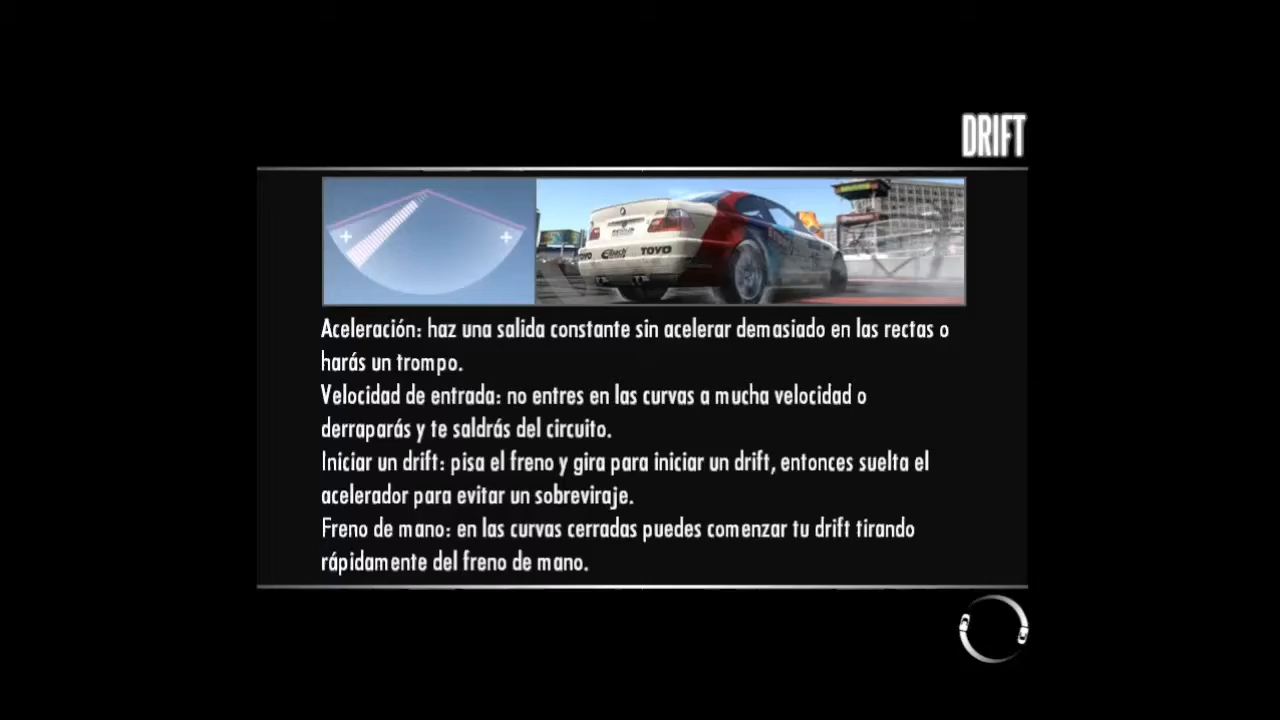 DRIFT
TOYO
Eibach
TOYO
Aceleración: haz una salida constante sin acelerar demasiado en las rectas o
harás un trompo.
Velocidad de entrada: no entres en las curvas a mucha velocidad o
derraparás y te saldrás del circuito.
Iniciar un drift: pisa el freno y gira para iniciar un drift, entonces suelta el
acelerador para evitar un sobreviraje.
Freno de mano: en las curvas cerradas puedes comenzar tu drift tirando
rápidamente del freno de mano.